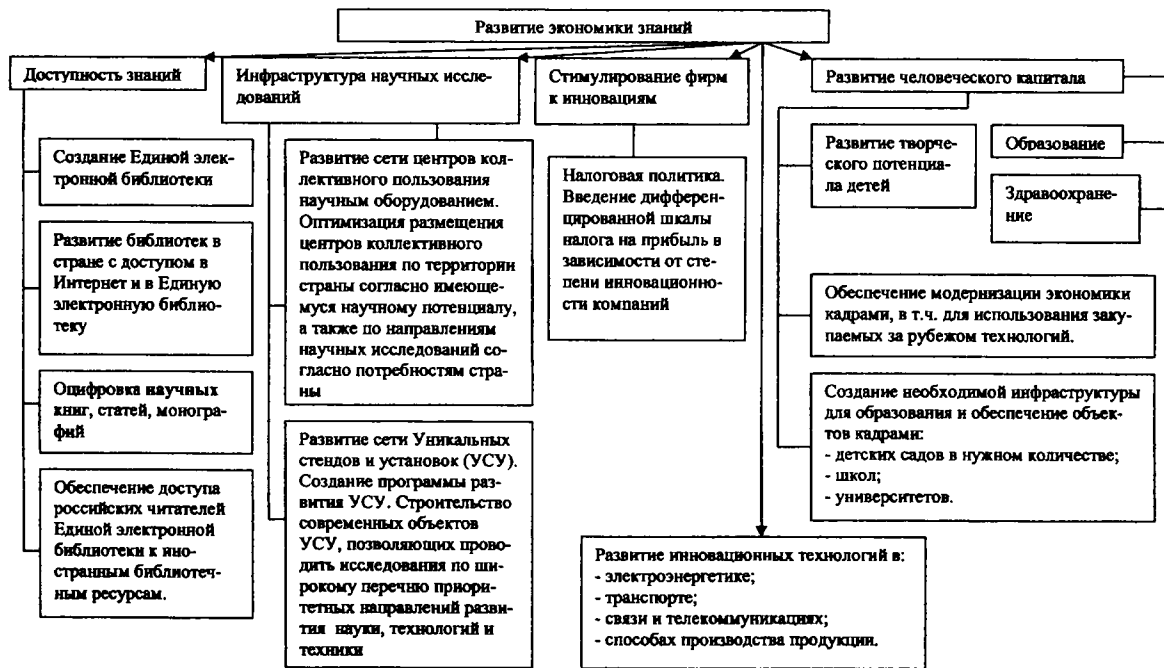 Развитие экономики знаний
Доступность знаний
Инфраструктура научных иссле-
дований
Стимулирование фирм
к инновациям
Развитие человеческого капитала
Создание Единой элек-
тронной библиотеки
Развитие библиотек в
стране с доступом в
Интернет и в Единую
электронную библио-
теку
Оцифровка научных
книг, статей, моногра-
фий
Обеспечение доступа
российских читателей
Единой электронной
библиотеки к ино-
странным библиотеч-
ным ресурсам.
Развитие сети центров кол-
лективного пользования
научным оборудованием.
Оптимизация размещения
центров коллективного
пользования по территории
страны согласно имеюще-
муся научному потенциалу,
а также по направлениям
научных исследований со-
гласно потребностям стра-
ны
Развитие сети Уникальных
стендов и установок (УСУ).
Создание программы раз-
вития УСУ. Строительство
современных объектов
УСУ, позволяющих прово-
дить исследования по ши-
рокому перечню приори-
тетных направлений разви-
тия науки, технологий и
техники
Налоговая политика.
Введение дифферен-
цированной шкалы
налога на прибыль в
зависимости от сте-
пени инновационно-
сти компаний
Развитие творче-
ского потенциа-
ла детей
Образование
Здравоохране-
ние
Обеспечение модернизации экономики
кадрами, в т.ч. для использования заку-
паемых за рубежом технологий.
Создание необходимой инфраструктуры
для образования и обеспечение объек-
тов кадрами:
- детских садов в нужном количестве;
- школ;
- университетов.
Развитие инновационных технологий в:
- электроэнергетике;
- транспорте;
- связи и телекоммуникациях;
- способах производства продукции.